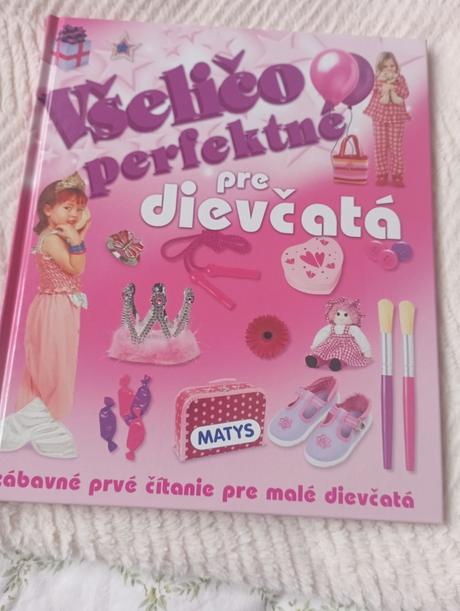 Všeličo
perfektné
pre
dievčatá
MATYS
zábavné prvé čítanie pre malé dievčatá